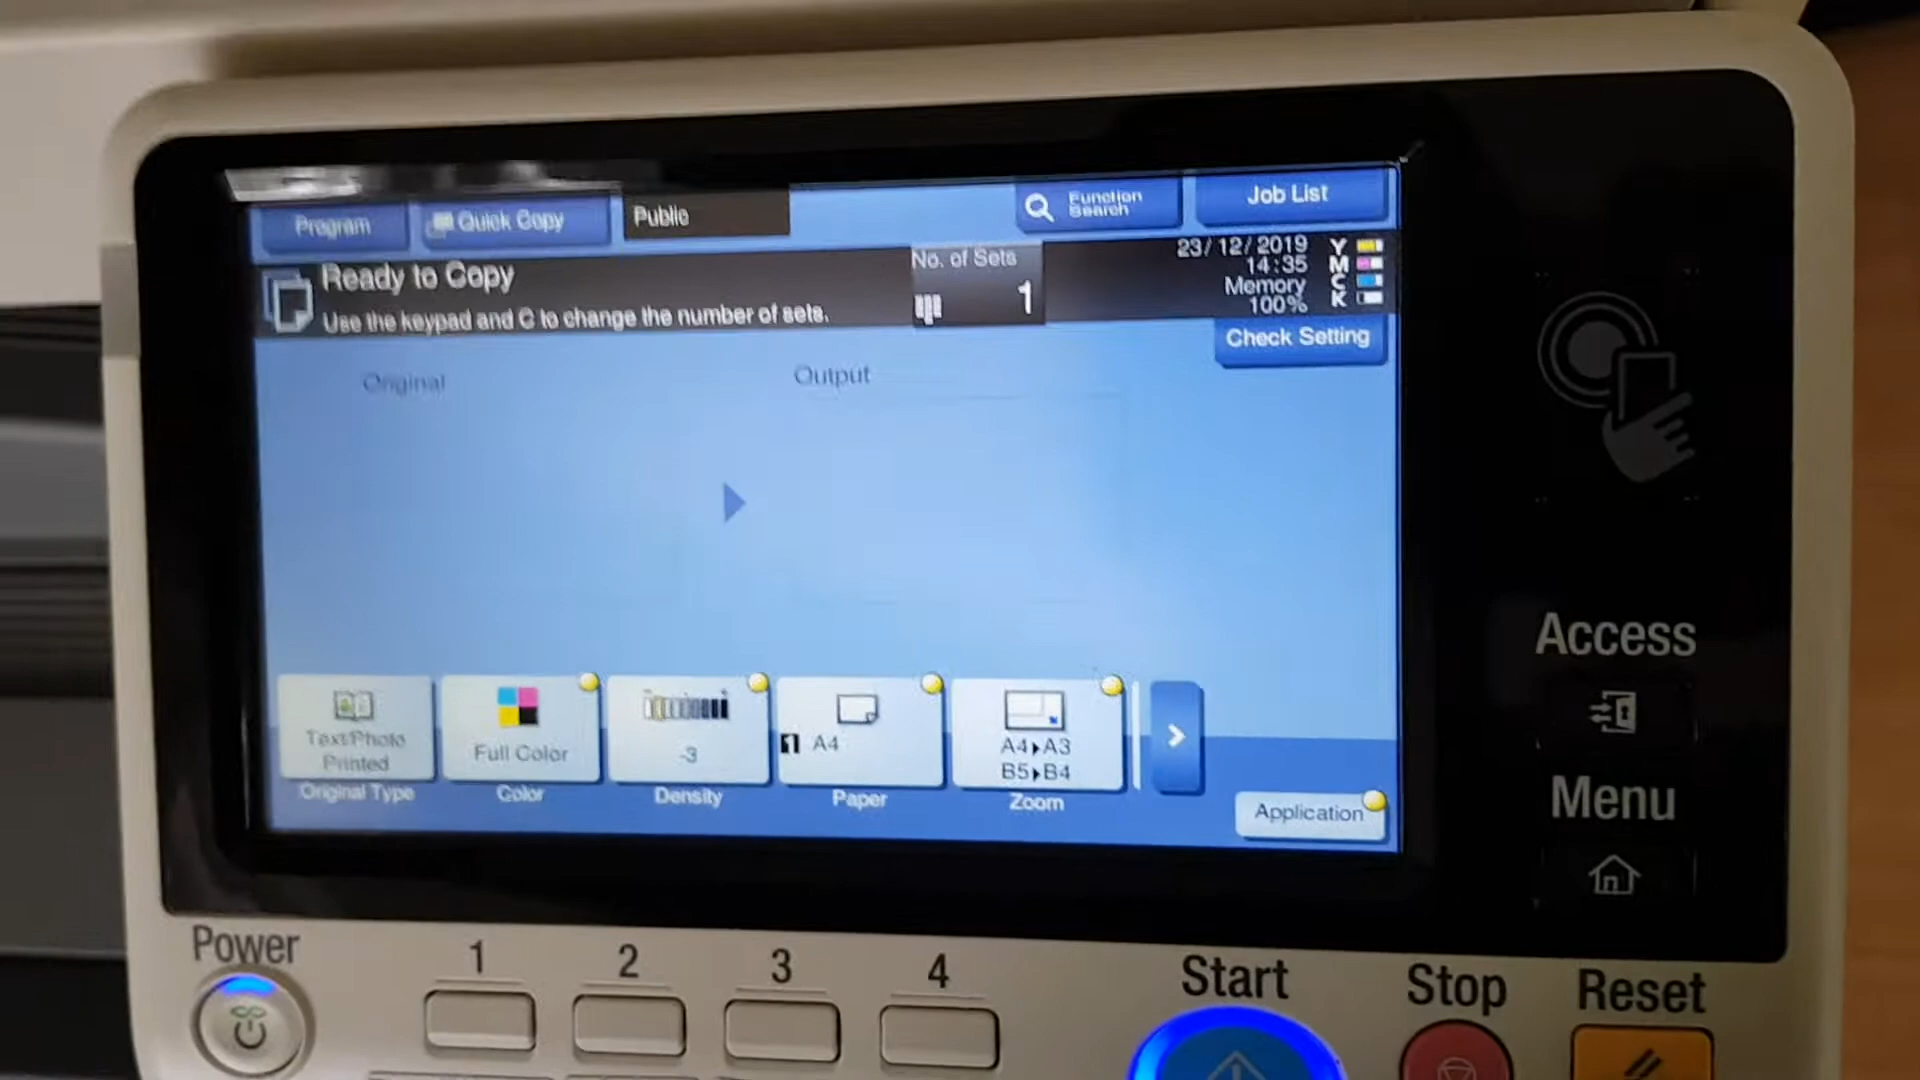 Program
Quick Copy
Public
Function
Search
Job List
Ready to Copy
Use the keypad and C to change the number of sets.
No. of Sets
1
23/12/2019
14:35
Memory
100%
Y
M
C
K
Check Setting
Original
Output
Text/Photo
Printed
Original Type
Full Color
Color
-3
Density
1 A4
Paper
A4▸A3
B5▸B4
Zoom
Application
Access
Menu
Power
1
2
3
4
Start
Stop
Reset